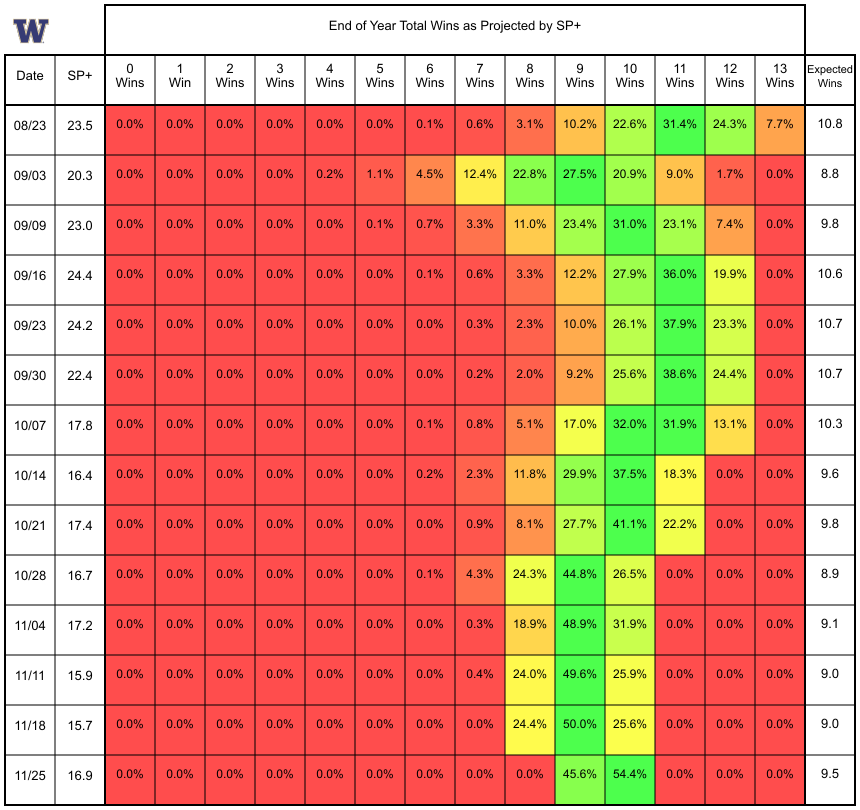 W
End of Year Total Wins as Projected by SP+
Date SP+ 0 Wins 1 Win 2 Wins 3 Wins 4 Wins 5 Wins 6 Wins 7 Wins 8 Wins 9 Wins 10 Wins 11 Wins 12 Wins 13 Wins Expected Wins
08/23 23.5 0.0% 0.0% 0.0% 0.0% 0.0% 0.0% 0.1% 0.6% 3.1% 10.2% 22.6% 31.4% 24.3% 7.7% 10.8
09/03 20.3 0.0% 0.0% 0.0% 0.0% 0.2% 1.1% 4.5% 12.4% 22.8% 27.5% 20.9% 9.0% 1.7% 0.0% 8.8
09/09 23.0 0.0% 0.0% 0.0% 0.0% 0.0% 0.1% 0.7% 3.3% 11.0% 23.4% 31.0% 23.1% 7.4% 0.0% 9.8
09/16 24.4 0.0% 0.0% 0.0% 0.0% 0.0% 0.0% 0.1% 0.6% 3.3% 12.2% 27.9% 36.0% 19.9% 0.0% 10.6
09/23 24.2 0.0% 0.0% 0.0% 0.0% 0.0% 0.0% 0.0% 0.3% 2.3% 10.0% 26.1% 37.9% 23.3% 0.0% 10.7
09/30 22.4 0.0% 0.0% 0.0% 0.0% 0.0% 0.0% 0.0% 0.2% 2.0% 9.2% 25.6% 38.6% 24.4% 0.0% 10.7
10/07 17.8 0.0% 0.0% 0.0% 0.0% 0.0% 0.0% 0.1% 0.8% 5.1% 17.0% 32.0% 31.9% 13.1% 0.0% 10.3
10/14 16.4 0.0% 0.0% 0.0% 0.0% 0.0% 0.0% 0.2% 2.3% 11.8% 29.9% 37.5% 18.3% 0.0% 0.0% 9.6
10/21 17.4 0.0% 0.0% 0.0% 0.0% 0.0% 0.0% 0.0% 0.9% 8.1% 27.7% 41.1% 22.2% 0.0% 0.0% 9.8
10/28 16.7 0.0% 0.0% 0.0% 0.0% 0.0% 0.0% 0.1% 4.3% 24.3% 44.8% 26.5% 0.0% 0.0% 0.0% 8.9
11/04 17.2 0.0% 0.0% 0.0% 0.0% 0.0% 0.0% 0.0% 0.3% 18.9% 48.9% 31.9% 0.0% 0.0% 0.0% 9.1
11/11 15.9 0.0% 0.0% 0.0% 0.0% 0.0% 0.0% 0.0% 0.4% 24.0% 49.6% 25.9% 0.0% 0.0% 0.0% 9.0
11/18 15.7 0.0% 0.0% 0.0% 0.0% 0.0% 0.0% 0.0% 0.0% 24.4% 50.0% 25.6% 0.0% 0.0% 0.0% 9.0
11/25 16.9 0.0% 0.0% 0.0% 0.0% 0.0% 0.0% 0.0% 0.0% 0.0% 45.6% 54.4% 0.0% 0.0% 0.0% 9.5